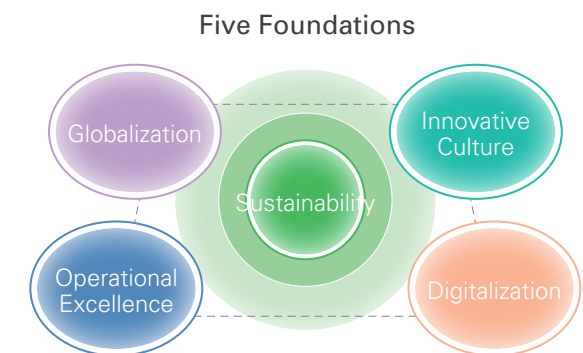 Five Foundations
Globalization
Innovative
Culture
Sustainability
Operational
Excellence
Digitalization